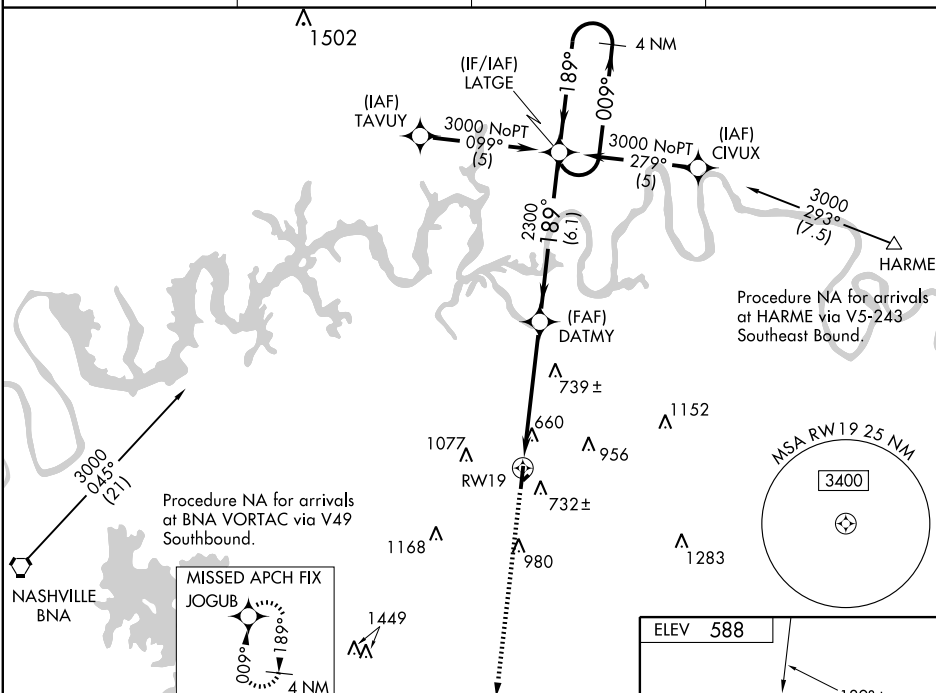 1502
4 NM
(IF/IAF)
LATGE
189°
009°
(IAF)
TAVUY
3000 NoPT
099°
(5)
3000 NoPT
279°
(5)
(IAF)
CIVUX
2300
189°
(6.1)
3000
293°
(7.5)
HARME
Procedure NA for arrivals
at HARME via V5-243
Southeast Bound.
(FAF)
DATMY
739 ±
660
1152
1077
956
RW19
732 ±
MSA RW19 25 NM
3400
3000
045°
(21)
Procedure NA for arrivals
at BNA VORTAC via V49
Southbound.
1168
980
1283
NASHVILLE
BNA
MISSED APCH FIX
JOGUB
009°
189°
4 NM
1449
ELEV 588